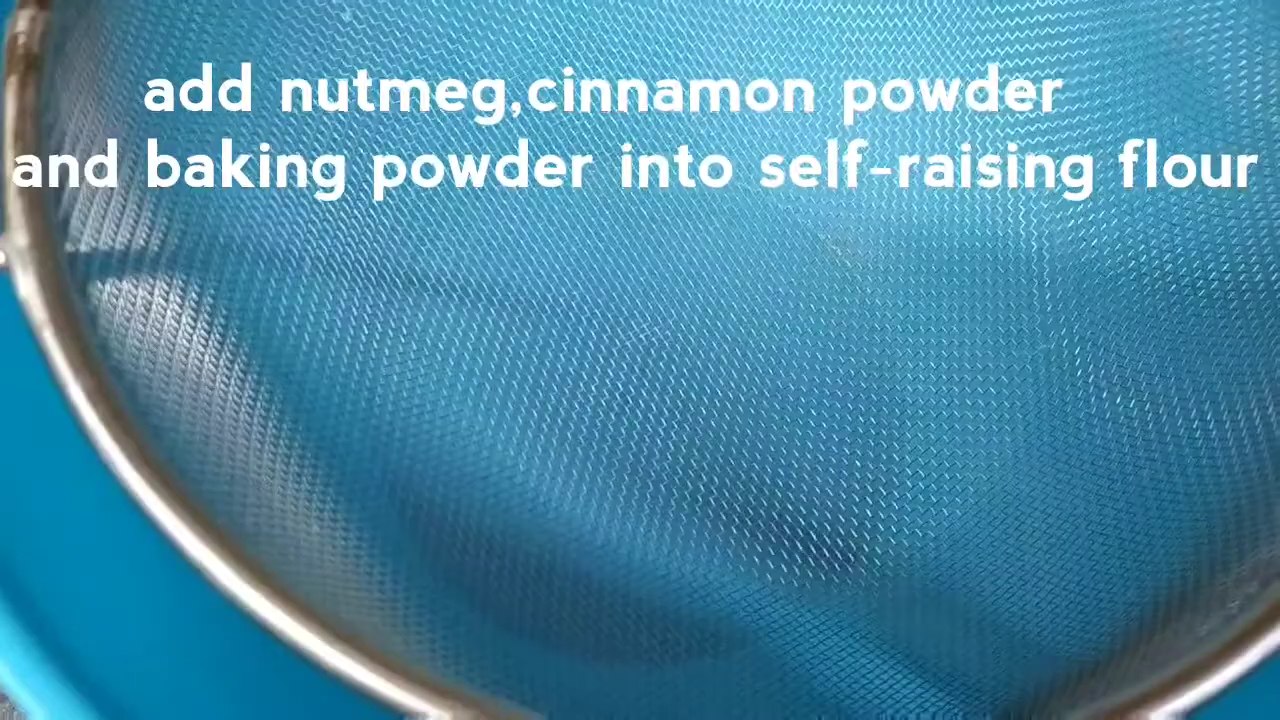 add nutmeg,cinnamon powder
and baking powder into self-raising flour